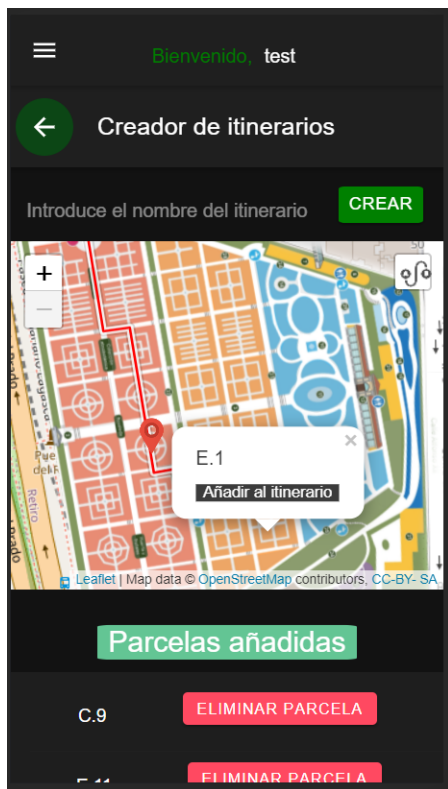 Bienvenido, test
Creador de itinerarios
Introduce el nombre del itinerario
CREAR
+
−
E.1
×
Añadir al itinerario
Retiro
Leaflet | Map data © OpenStreetMap contributors, CC-BY- SA
Parcelas añadidas
C.9
ELIMINAR PARCELA
E.11
ELIMINAR PARCELA